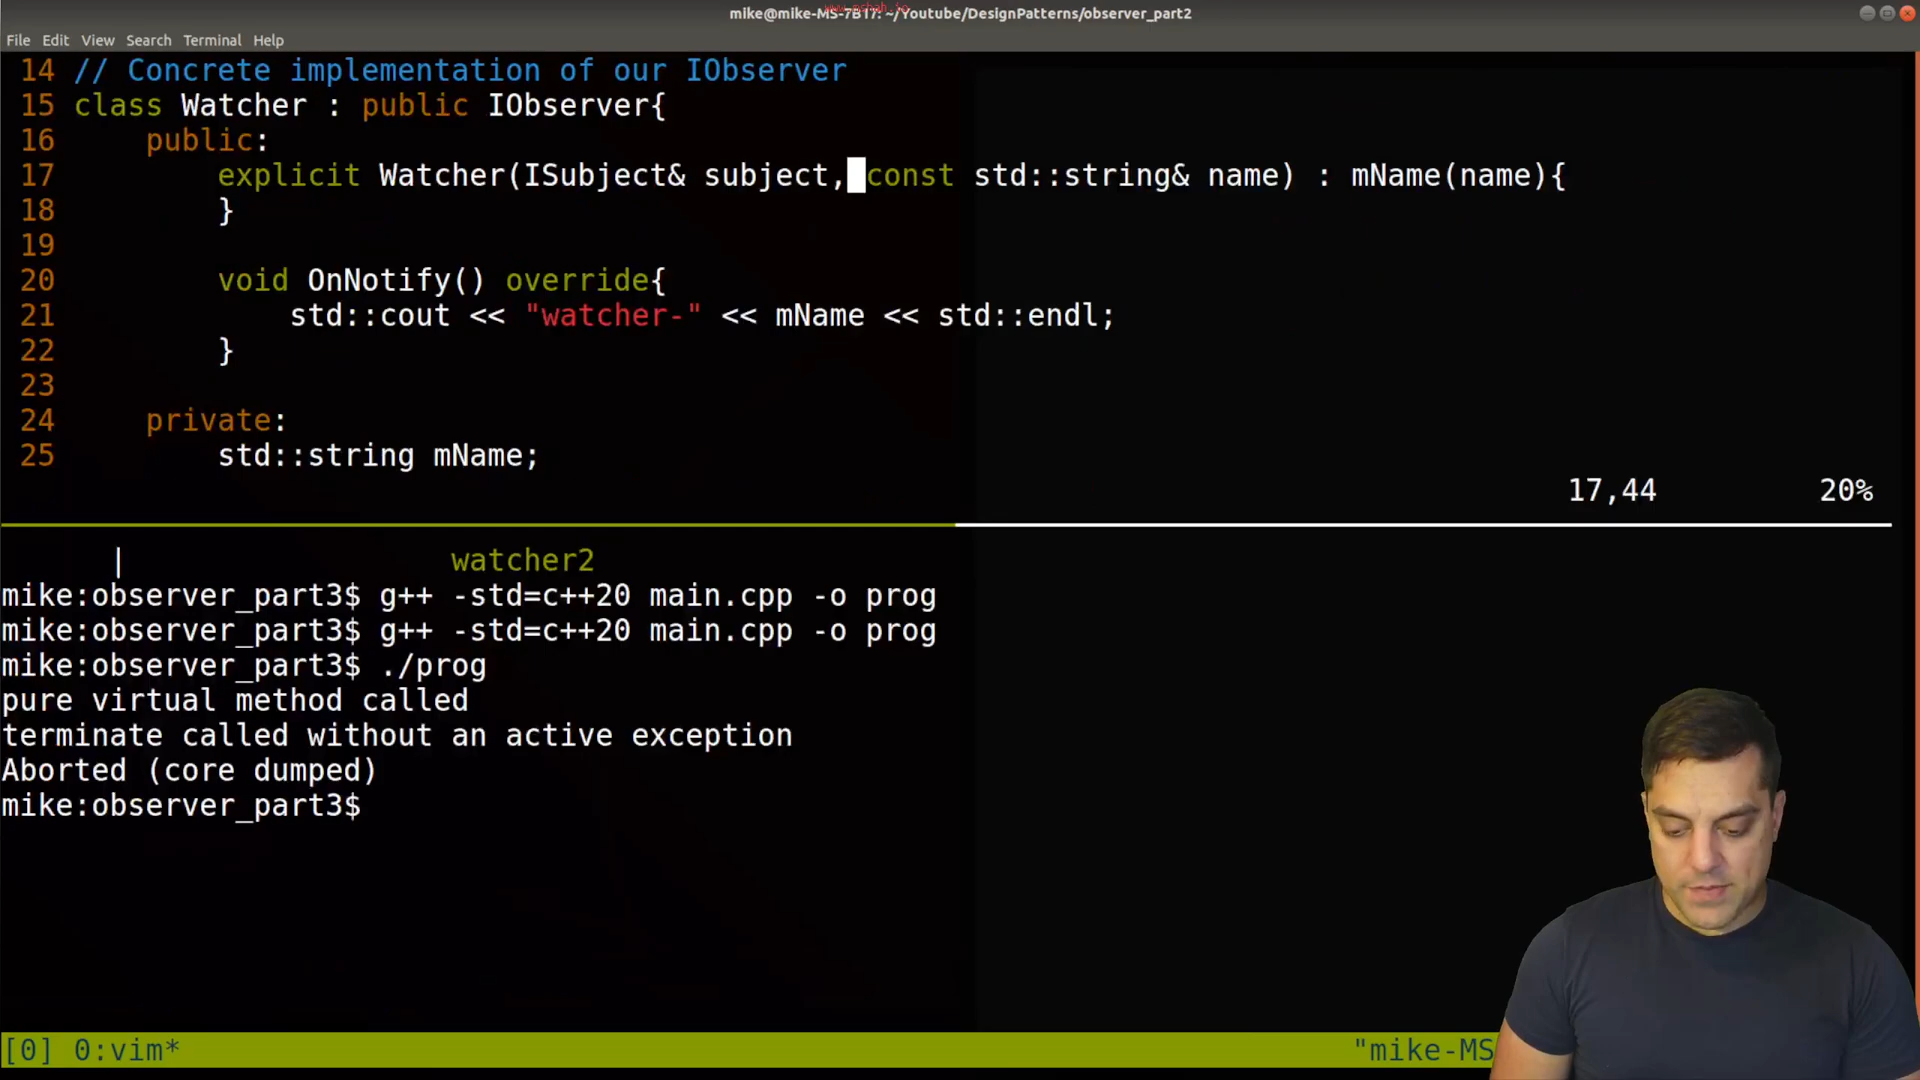 www.mshah.io
mike@mike-MS-7B17: ~/Youtube/DesignPatterns/observer_part2
File Edit View Search Terminal Help
14 // Concrete implementation of our IObserver
15 class Watcher : public IObserver{
16 public:
17 explicit Watcher(ISubject& subject, const std::string& name) : mName(name){
18 }
19
20 void OnNotify() override{
21 std::cout << "watcher-" << mName << std::endl;
22 }
23
24 private:
25 std::string mName;
17,44 20%
| watcher2
mike:observer_part3$ g++ -std=c++20 main.cpp -o prog
mike:observer_part3$ g++ -std=c++20 main.cpp -o prog
mike:observer_part3$ ./prog
pure virtual method called
terminate called without an active exception
Aborted (core dumped)
mike:observer_part3$
[0] 0:vim* "mike-MS